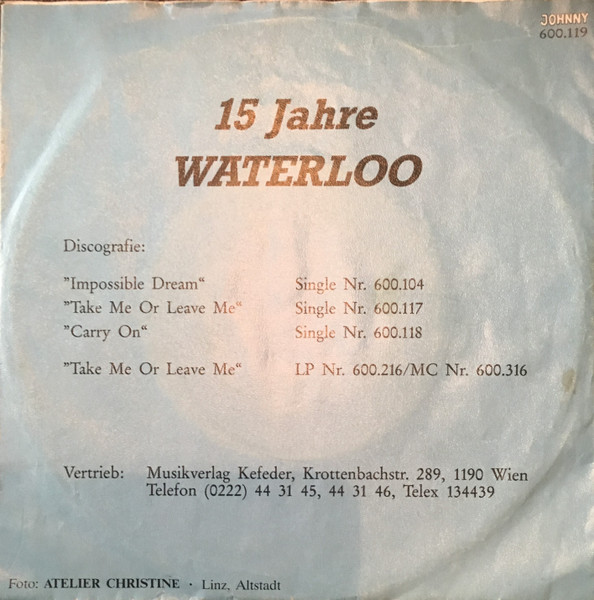 JOHNNY
600.119
15 Jahre
WATERLOO
Discografie:
"Impossible Dream“ Single Nr. 600.104
"Take Me Or Leave Me“ Single Nr. 600.117
"Carry On“ Single Nr. 600.118
"Take Me Or Leave Me“ LP Nr. 600.216/MC Nr. 600.316
Vertrieb: Musikverlag Kefeder, Krottenbachstr. 289, 1190 Wien
Telefon (0222) 44 31 45, 44 31 46, Telex 134439
Foto: ATELIER CHRISTINE · Linz, Altstadt